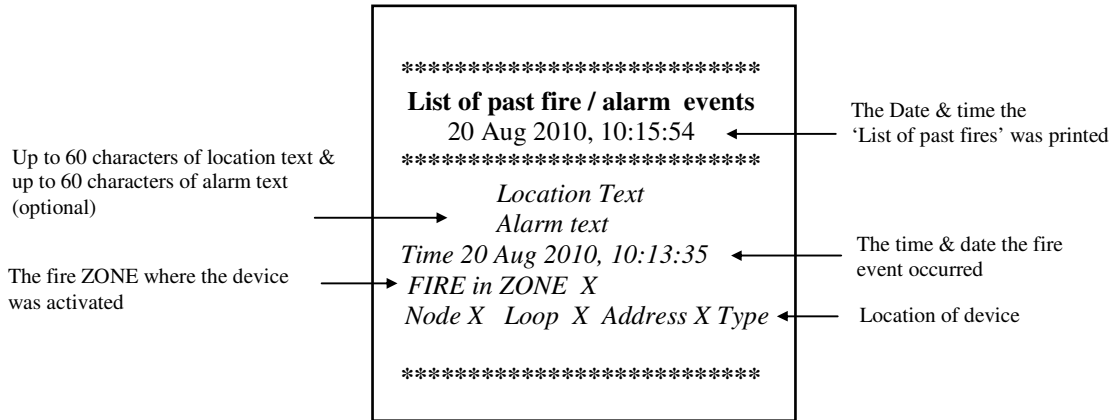 ***************************
List of past fire / alarm  events
20 Aug 2010, 10:15:54
***************************
Location Text
Alarm text
Time 20 Aug 2010, 10:13:35
FIRE in ZONE  X
Node X   Loop  X  Address X Type
***************************
Up to 60 characters of location text &
up to 60 characters of alarm text
(optional)
The fire ZONE where the device
was activated
The Date & time the
‘List of past fires’ was printed
The time & date the fire
event occurred
Location of device